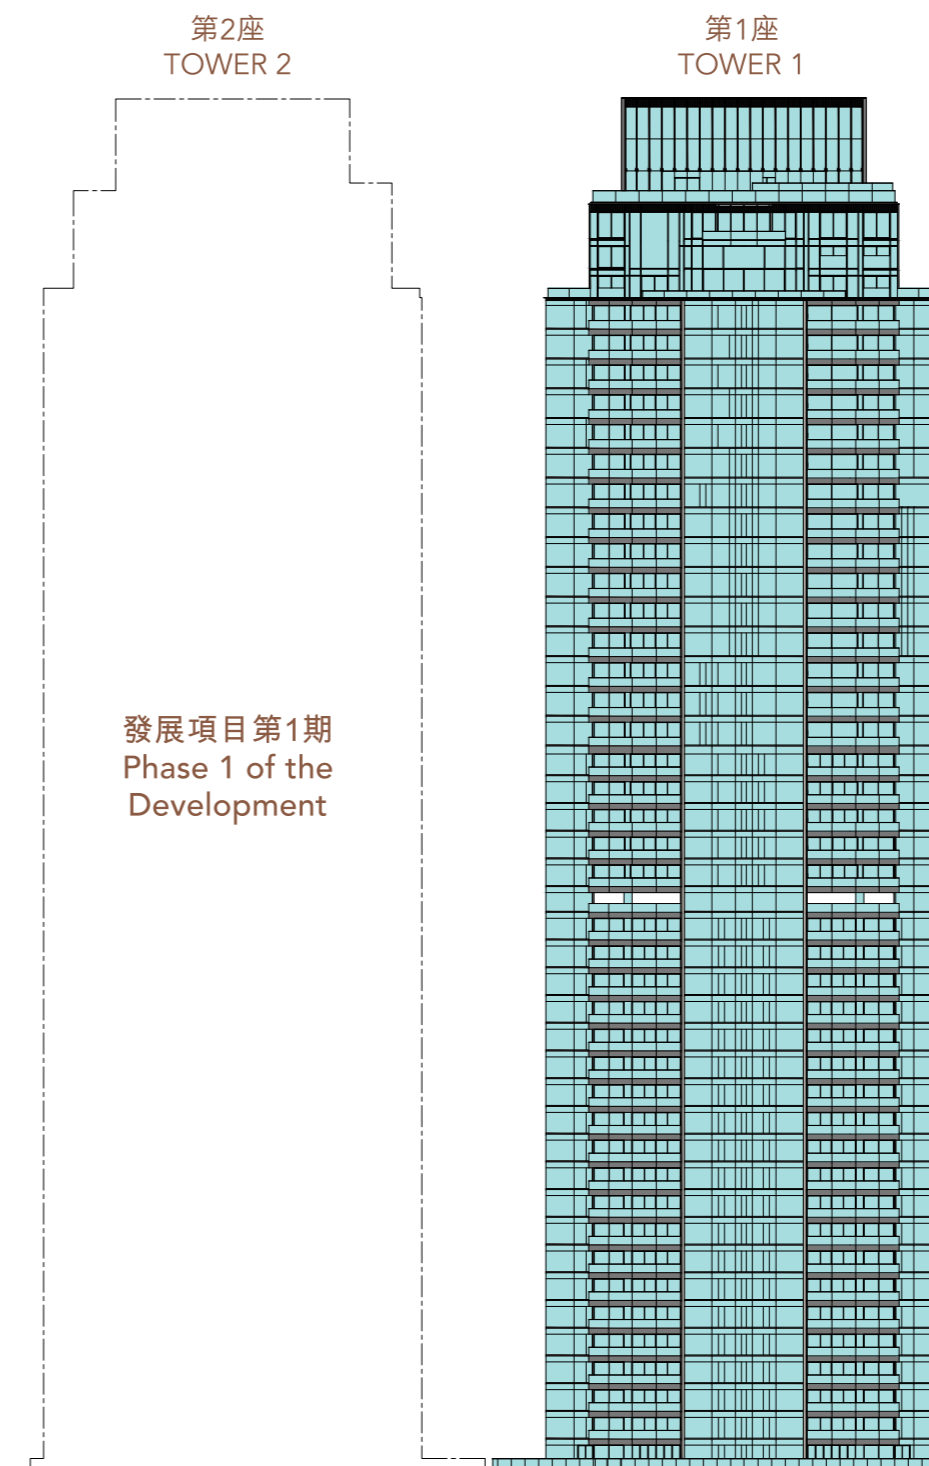 第2座
TOWER 2
第1座
TOWER 1
發展項目第1期
Phase 1 of the
Development